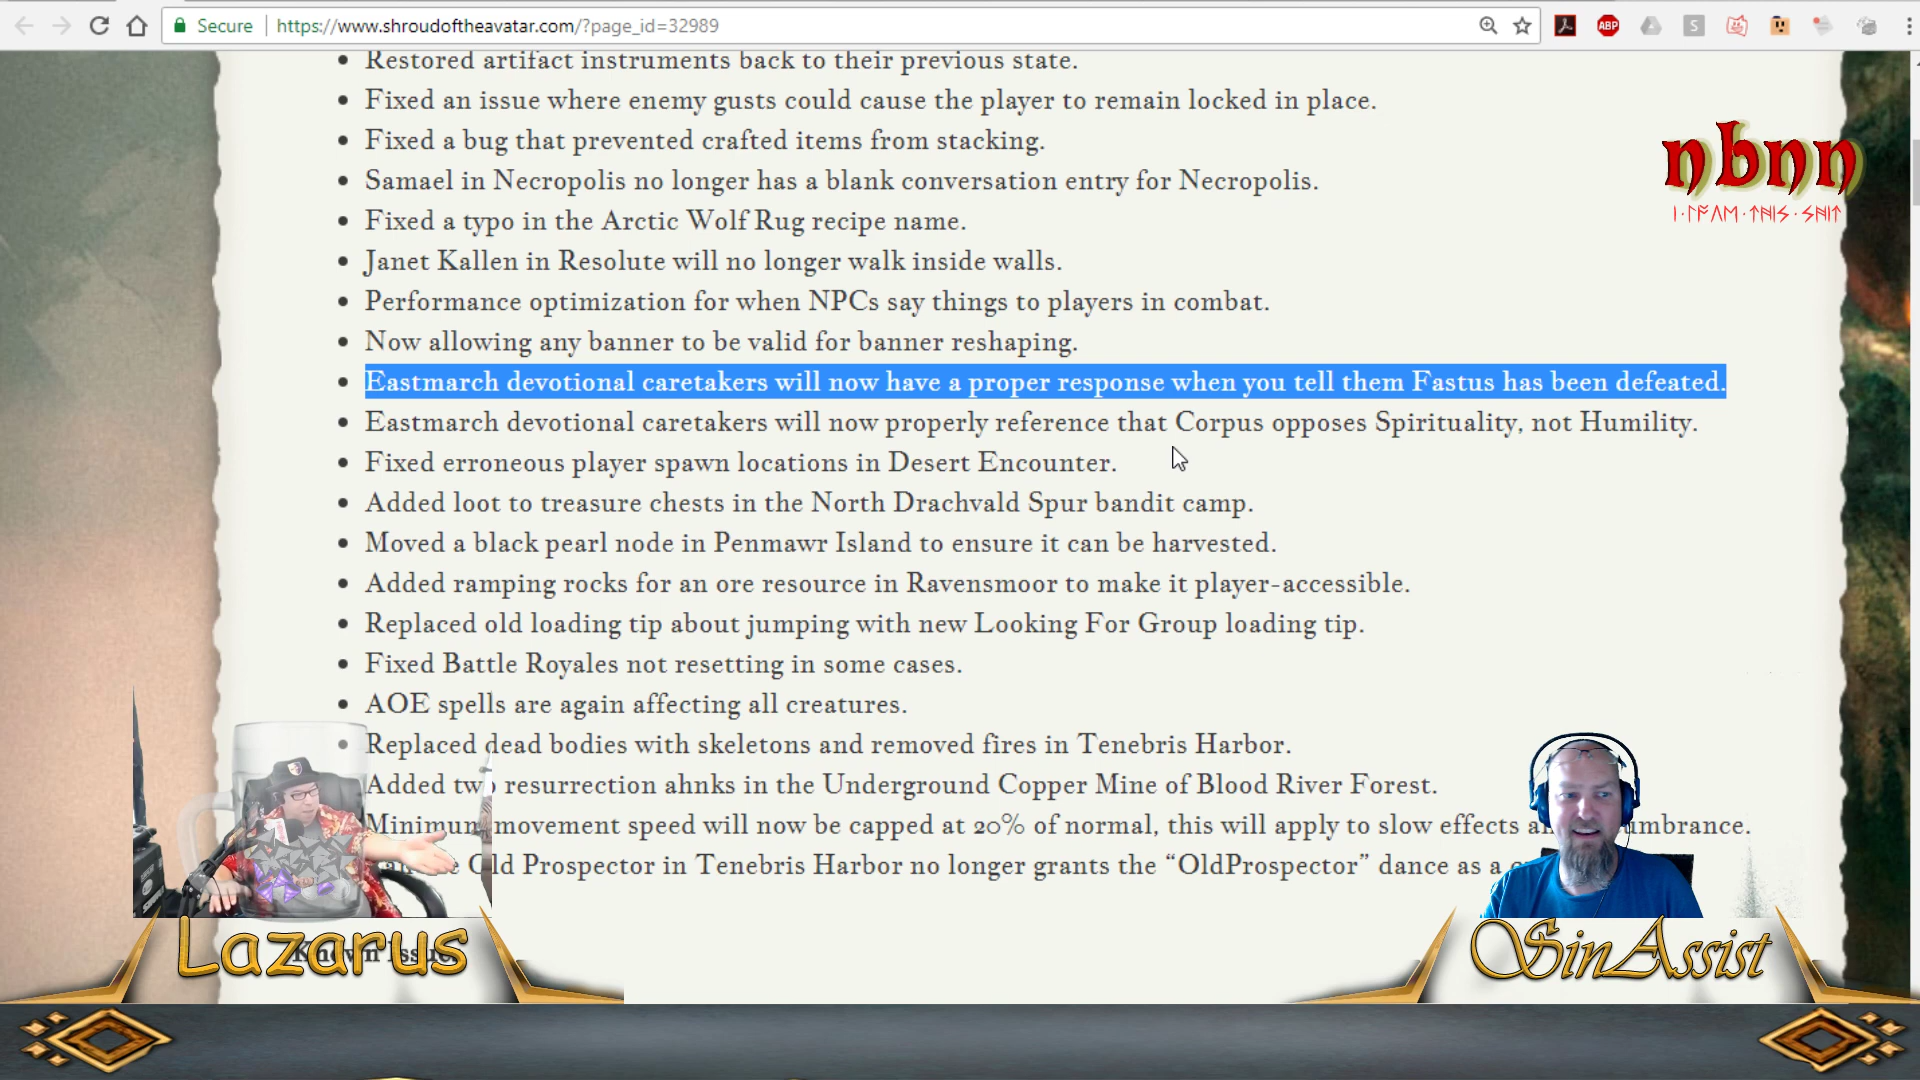 Secure | https://www.shroudoftheavatar.com/?page_id=32989
ABP
S
Restored artifact instruments back to their previous state.
Fixed an issue where enemy gusts could cause the player to remain locked in place.
Fixed a bug that prevented crafted items from stacking.
nbnn
Samael in Necropolis no longer has a blank conversation entry for Necropolis.
Fixed a typo in the Arctic Wolf Rug recipe name.
Janet Kallen in Resolute will no longer walk inside walls.
Performance optimization for when NPCs say things to players in combat.
Now allowing any banner to be valid for banner reshaping.
Eastmarch devotional caretakers will now have a proper response when you tell them Fastus has been defeated.
Eastmarch devotional caretakers will now properly reference that Corpus opposes Spirituality, not Humility.
Fixed erroneous player spawn locations in Desert Encounter.
Added loot to treasure chests in the North Drachvald Spur bandit camp.
Moved a black pearl node in Penmawr Island to ensure it can be harvested.
Added ramping rocks for an ore resource in Ravensmoor to make it player-accessible.
Replaced old loading tip about jumping with new Looking For Group loading tip.
Fixed Battle Royales not resetting in some cases.
AOE spells are again affecting all creatures.
Replaced dead bodies with skeletons and removed fires in Tenebris Harbor.
Added two resurrection ahnks in the Underground Copper Mine of Blood River Forest.
Minimum movement speed will now be capped at 20% of normal, this will apply to slow effects umbrance.
Old Prospector in Tenebris Harbor no longer grants the “OldProspector” dance as a
Known Issues
Lazarus
SinAssist